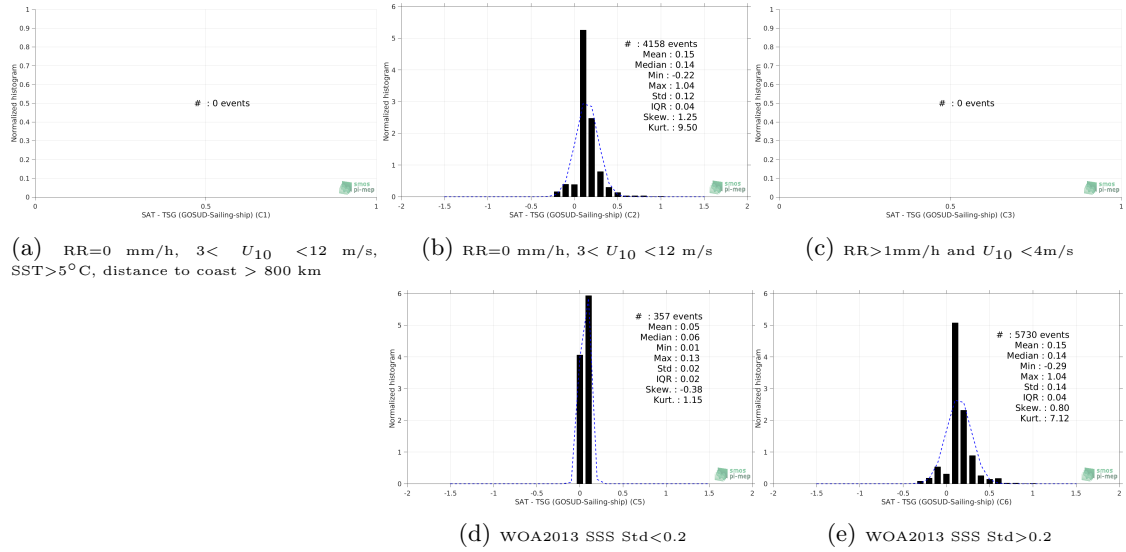 1
0.9
0.8
0.7
0.6
0.5
0.4
0.3
0.2
0.1
0
Normalized histogram
# : 0 events
smos
pi-mep
0 0.5 1
SAT - TSG (GOSUD-Sailing-ship) (C1)
(a) RR=0 mm/h, 3< U10 <12 m/s,
SST>5°C, distance to coast > 800 km
6
5
4
3
2
1
0
Normalized histogram
# : 4158 events
Mean : 0.15
Median : 0.14
Min : -0.22
Max : 1.04
Std : 0.12
IQR : 0.04
Skew. : 1.25
Kurt. : 9.50
smos
pi-mep
-2 -1.5 -1 -0.5 0 0.5 1 1.5 2
SAT - TSG (GOSUD-Sailing-ship) (C2)
(b) RR=0 mm/h, 3< U10 <12 m/s
1
0.9
0.8
0.7
0.6
0.5
0.4
0.3
0.2
0.1
0
Normalized histogram
# : 0 events
smos
pi-mep
0 0.5 1
SAT - TSG (GOSUD-Sailing-ship) (C3)
(c) RR>1mm/h and U10 <4m/s
6
5
4
3
2
1
0
Normalized histogram
# : 357 events
Mean : 0.05
Median : 0.06
Min : 0.01
Max : 0.13
Std : 0.02
IQR : 0.02
Skew. : -0.38
Kurt. : 1.15
smos
pi-mep
-2 -1.5 -1 -0.5 0 0.5 1 1.5 2
SAT - TSG (GOSUD-Sailing-ship) (C5)
(d) WOA2013 SSS Std<0.2
6
5
4
3
2
1
0
Normalized histogram
# : 5730 events
Mean : 0.15
Median : 0.14
Min : -0.29
Max : 1.04
Std : 0.14
IQR : 0.04
Skew. : 0.80
Kurt. : 7.12
smos
pi-mep
-2 -1.5 -1 -0.5 0 0.5 1 1.5 2
SAT - TSG (GOSUD-Sailing-ship) (C6)
(e) WOA2013 SSS Std>0.2